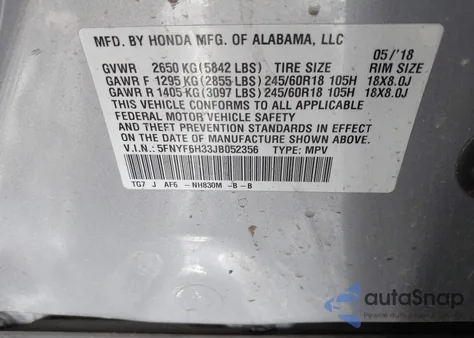 MFD. BY HONDA MFG. OF ALABAMA, LLC
05/'18
GVWR 2650 KG(5842 LBS) TIRE SIZE RIM SIZE
GAWR F 1295 KG(2855 LBS) 245/60R18 105H 18X8.0J
GAWR R 1405 KG(3097 LBS) 245/60R18 105H 18X8.0J
THIS VEHICLE CONFORMS TO ALL APPLICABLE
FEDERAL MOTOR VEHICLE SAFETY
STANDARDS IN EFFECT
ON THE DATE OF MANUFACTURE SHOWN ABOVE.
V.I.N.: 5FNYF6H33JB052356 TYPE: MPV
TG7 J AF6 -NH830M -B -B
autoSnap